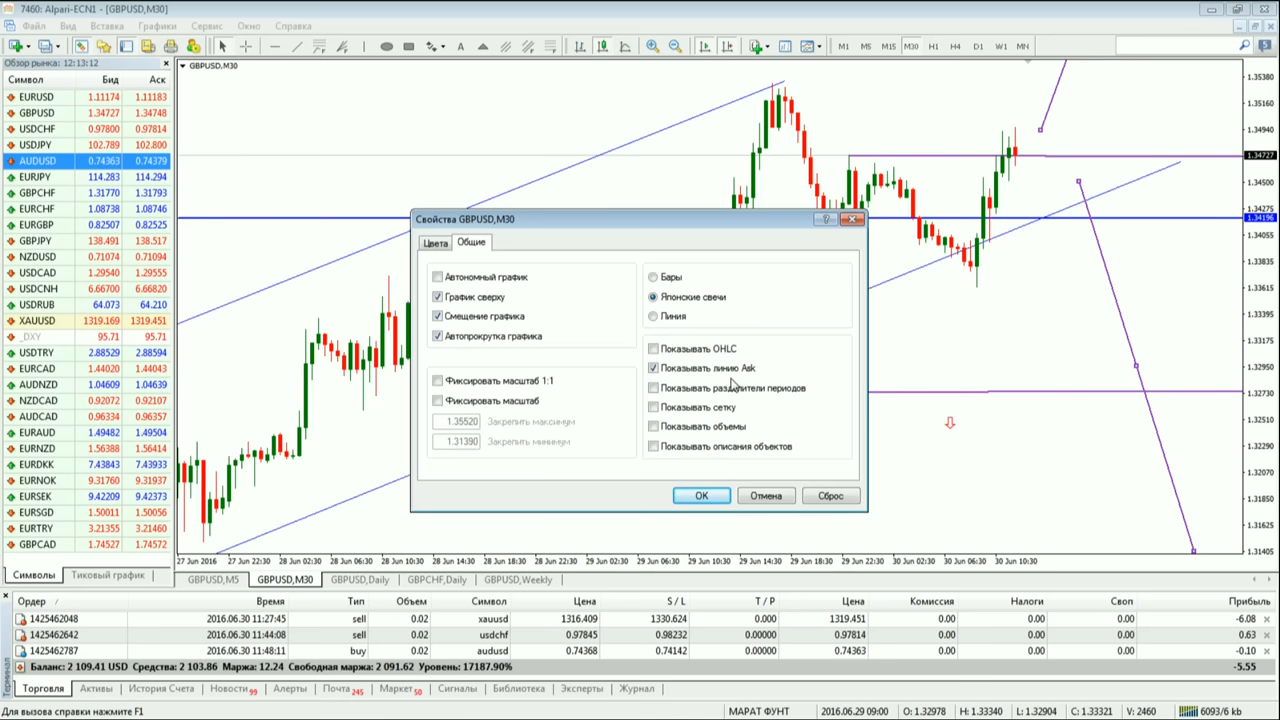 7460: Alpari-ECN1 - [GBPUSD,M30]
Файл Вид Вставка Графики Сервис Окно Справка
M1 M5 M15 M30 H1 H4 D1 W1 MN
Обзор рынка: 12:13:12
Символ Бид Аск
EURUSD 1.11174 1.11183
GBPUSD 1.34727 1.34748
USDCHF 0.97800 0.97814
USDJPY 102.789 102.805
AUDUSD 0.74363 0.74379
EURJPY 114.283 114.294
GBPCHF 1.31770 1.31793
EURCHF 1.08738 1.08746
EURGBP 0.82507 0.82525
GBPJPY 138.491 138.517
NZDUSD 0.71074 0.71094
USDCAD 1.29540 1.29555
USDCNH 6.66700 6.66820
USDRUB 64.073 64.210
XAUUSD 1319.169 1319.451
_DXY 95.71 95.71
USDTRY 2.88529 2.88594
EURCAD 1.44020 1.44043
AUDNZD 1.04609 1.04639
NZDCAD 0.92072 0.92107
AUDCAD 0.96334 0.96357
EURAUD 1.49482 1.49504
EURNZD 1.56388 1.56414
EURDKK 7.43843 7.43933
EURNOK 9.31760 9.31937
EURSEK 9.42209 9.42373
EURSGD 1.50011 1.50056
EURTRY 3.21355 3.21460
GBPCAD 1.74527 1.74572
Символы Тиковый график
GBPUSD,M30
1.35380
1.35160
1.34940
1.34727
1.34500
1.34275
1.34196
1.34055
1.33835
1.33615
1.33395
1.33175
1.32950
1.32730
1.32510
1.32290
1.32070
1.31850
1.31625
1.31405
Свойства GBPUSD,M30
Цвета Общие
Автономный график
График сверху
Смещение графика
Автопрокрутка графика
Фиксировать масштаб 1:1
Фиксировать масштаб
1.35520 Закрепить максимум
1.31390 Закрепить минимум
Бары
Японские свечи
Линия
Показывать OHLC
Показывать линию Ask
Показывать разделители периодов
Показывать сетку
Показывать объемы
Показывать описания объектов
OK Отмена Сброс
27 Jun 2016 27 Jun 22:30 28 Jun 02:30 28 Jun 06:30 28 Jun 10:30 28 Jun 14:30 28 Jun 18:30 28 Jun 22:30 29 Jun 02:30 29 Jun 06:30 29 Jun 10:30 29 Jun 14:30 29 Jun 18:30 29 Jun 22:30 30 Jun 02:30 30 Jun 06:30 30 Jun 10:30
GBPUSD,M5 GBPUSD,M30 GBPUSD,Daily GBPCHF,Daily GBPUSD,Weekly
Ордер / Время Тип Объем Символ Цена S / L T / P Цена Комиссия Налоги Своп Прибыль
1425462048 2016.06.30 11:27:45 sell 0.02 xauusd 1316.409 1330.624 0.000 1319.451 0.00 0.00 0.00 -6.08
1425462642 2016.06.30 11:44:08 sell 0.02 usdchf 0.97845 0.98232 0.00000 0.97814 0.00 0.00 0.00 0.63
1425462787 2016.06.30 11:48:11 buy 0.02 audusd 0.74368 0.74142 0.00000 0.74363 0.00 0.00 0.00 -0.10
Баланс: 2 109.41 USD Средства: 2 103.86 Маржа: 12.24 Свободная маржа: 2 091.62 Уровень: 17187.90% -5.55
Терминал
Торговля Активы История Счета Новости 99 Алерты Почта 245 Маркет 50 Сигналы Библиотека Эксперты Журнал
Для вызова справки нажмите F1 МАРАТ ФУНТ 2016.06.29 09:00 O: 1.32978 H: 1.33340 L: 1.32904 C: 1.33321 V: 2460 6093/6 kb